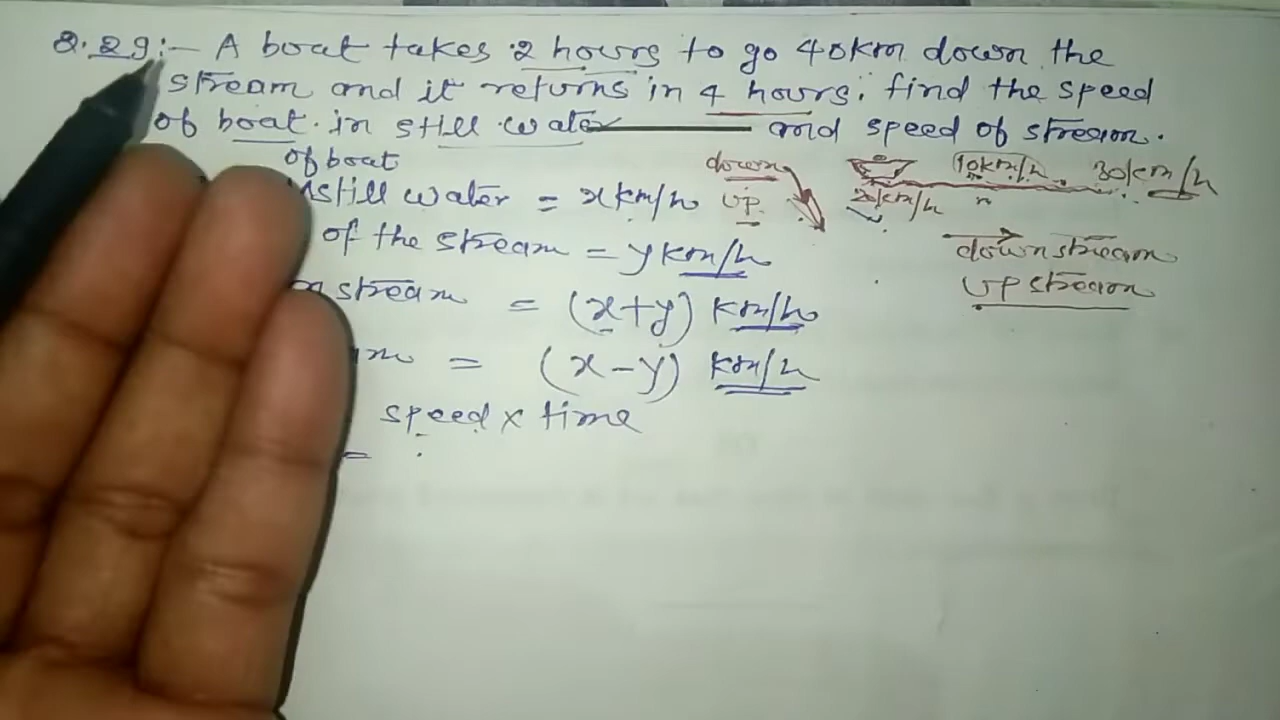 Q.29:- A boat takes 2 hours to go 40km down the
stream and it returns in 4 hours. find the speed
of boat in still water and speed of stream.
of boat
instill water = x km/h
of the stream = y km/h
stream = (x+y) km/h
= (x-y) km/h
speed x time
=
down
up
10km/h
30km/h
20km/h
downstream
upstream